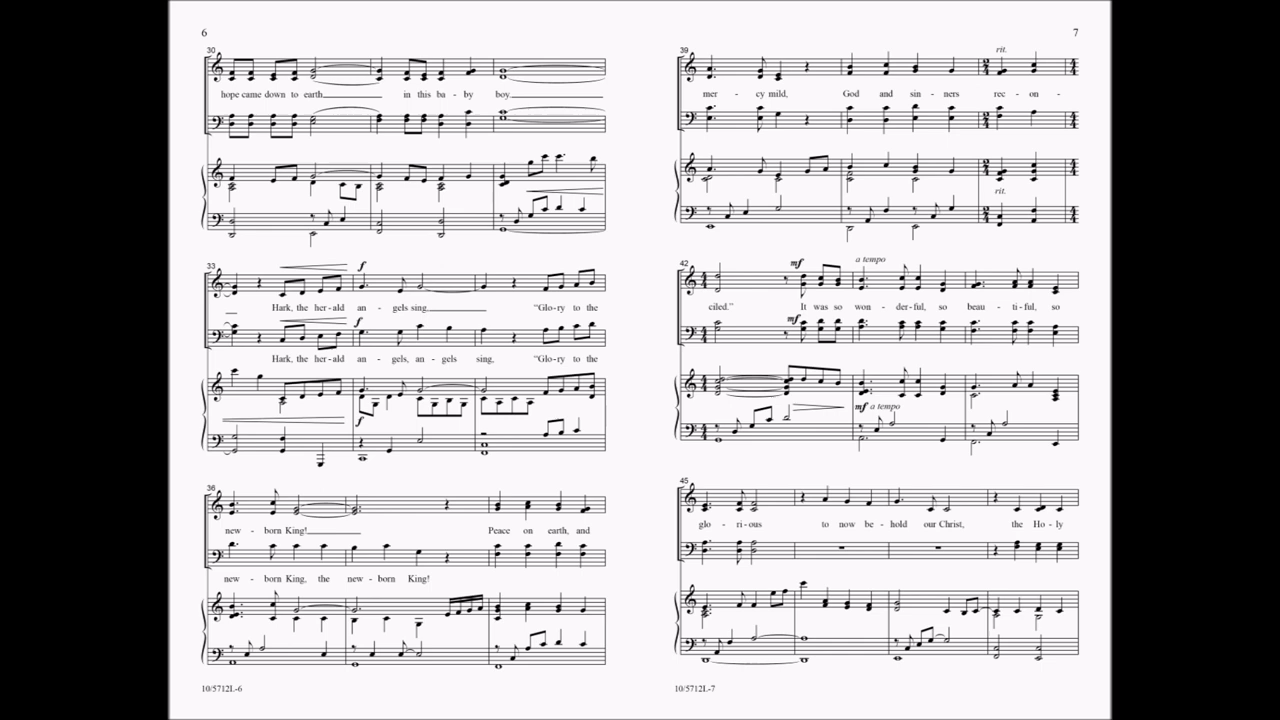 6
30
hope came down to earth, in this ba - by boy.
33
f
Hark, the her - ald an - gels sing, "Glo - ry to the
f
Hark, the her - ald an - gels, an - gels sing, "Glo - ry to the
f
36
new - born King! Peace on earth, and
new - born King, the new - born King!
10/5712L-6
7
39
rit.
mer - cy mild, God and sin - ners rec - on -
rit.
42
mf a tempo
ciled." It was so won - der - ful, so beau - ti - ful, so
mf
mf a tempo
45
glo - ri - ous to now be - hold our Christ, the Ho - ly
10/5712L-7